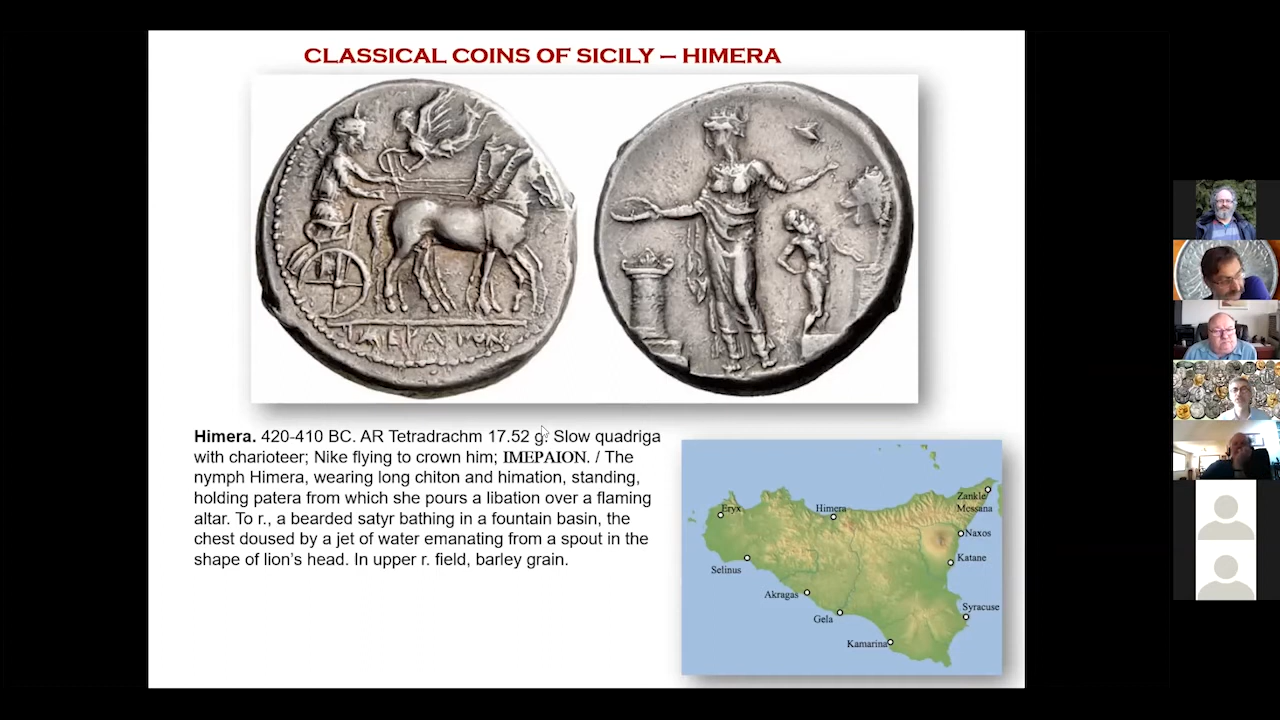 CLASSICAL COINS OF SICILY – HIMERA
ΙΜΕΡΑΙΟΝ
Himera. 420-410 BC. AR Tetradrachm 17.52 g. Slow quadriga
with charioteer; Nike flying to crown him; ΙΜΕΡΑΙΟΝ. / The
nymph Himera, wearing long chiton and himation, standing,
holding patera from which she pours a libation over a flaming
altar. To r., a bearded satyr bathing in a fountain basin, the
chest doused by a jet of water emanating from a spout in the
shape of lion's head. In upper r. field, barley grain.
Eryx
Himera
Zankle
Messana
Naxos
Katane
Selinus
Akragas
Gela
Syracuse
Kamarina